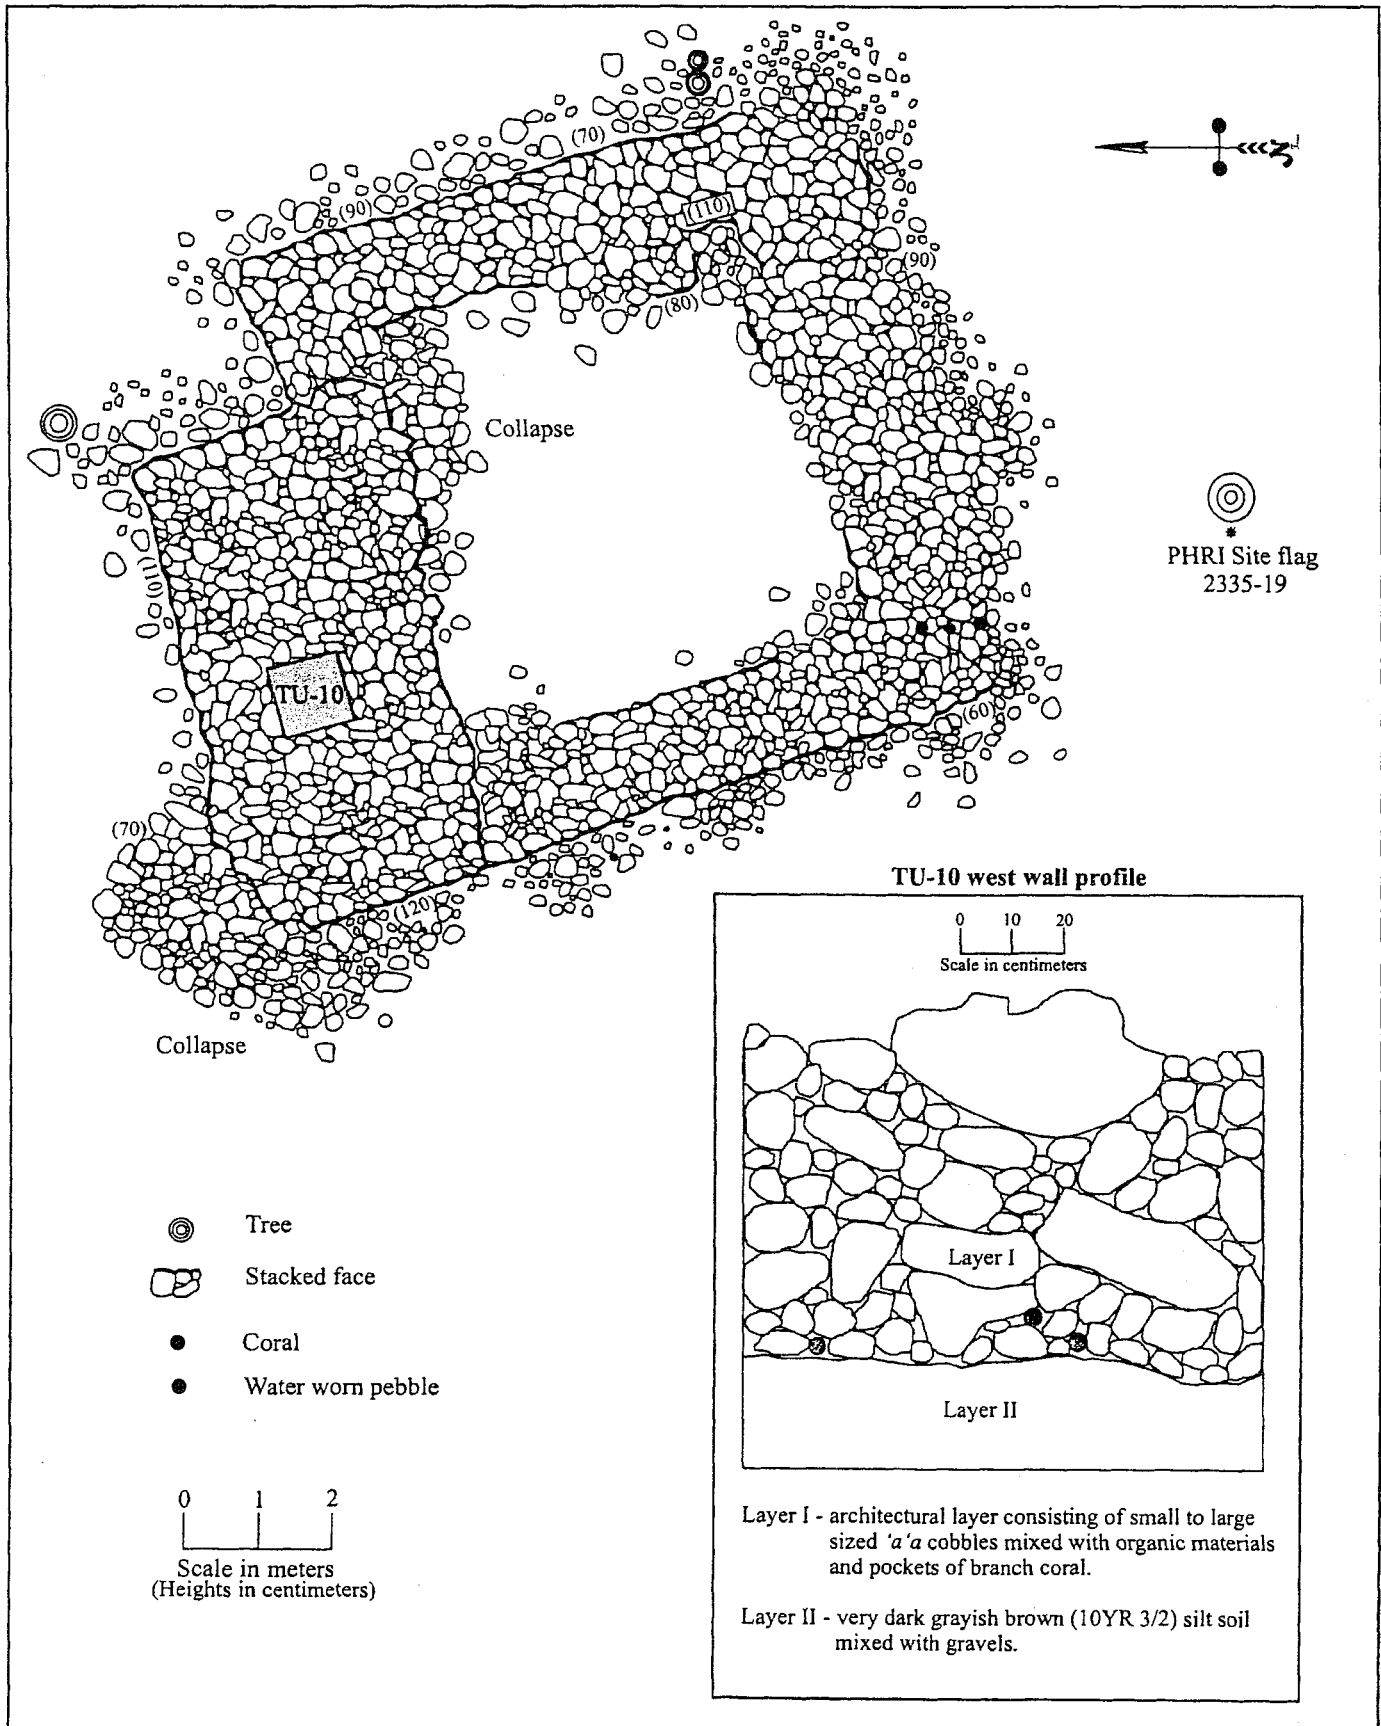 (70)
(90)
(110)
(90)
(80)
Collapse
PHRI Site flag
2335-19
(110)
TU-10
(60)
(70)
(120)
Collapse
TU-10 west wall profile
0 10 20
Scale in centimeters
Layer I
Layer II
Layer I - architectural layer consisting of small to large
sized 'a'a cobbles mixed with organic materials
and pockets of branch coral.
Layer II - very dark grayish brown (10YR 3/2) silt soil
mixed with gravels.
Tree
Stacked face
Coral
Water worn pebble
0 1 2
Scale in meters
(Heights in centimeters)